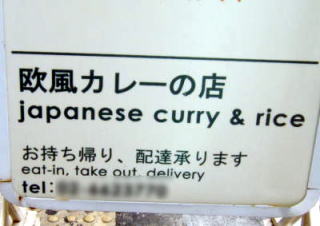 欧風カレーの店
japanese curry & rice
お持ち帰り、配達承ります
eat-in, take out, delivery
tel: